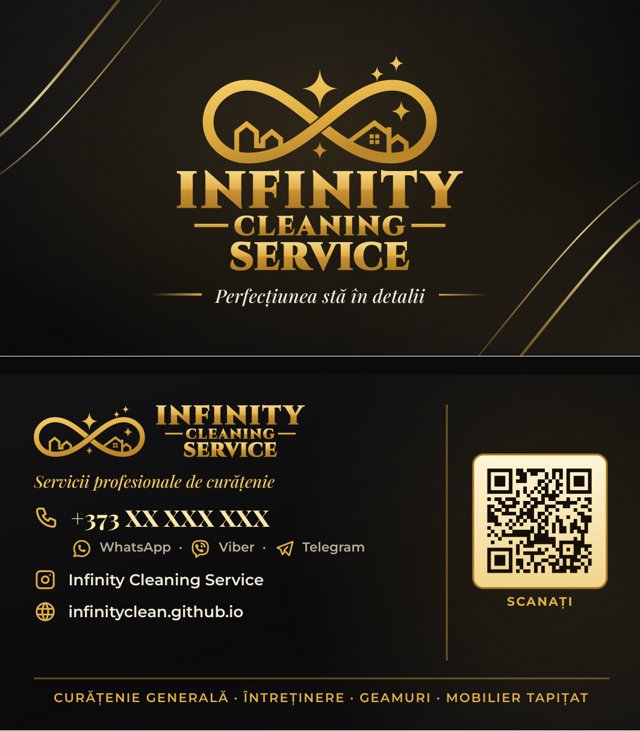 INFINITY
CLEANING
SERVICE
Perfecțiunea stă în detalii
INFINITY
CLEANING
SERVICE
Servicii profesionale de curățenie
+373 XX XXX XXX
WhatsApp · Viber · Telegram
Infinity Cleaning Service
infinityclean.github.io
SCANAȚI
CURĂȚENIE GENERALĂ · ÎNTREȚINERE · GEAMURI · MOBILIER TAPIȚAT